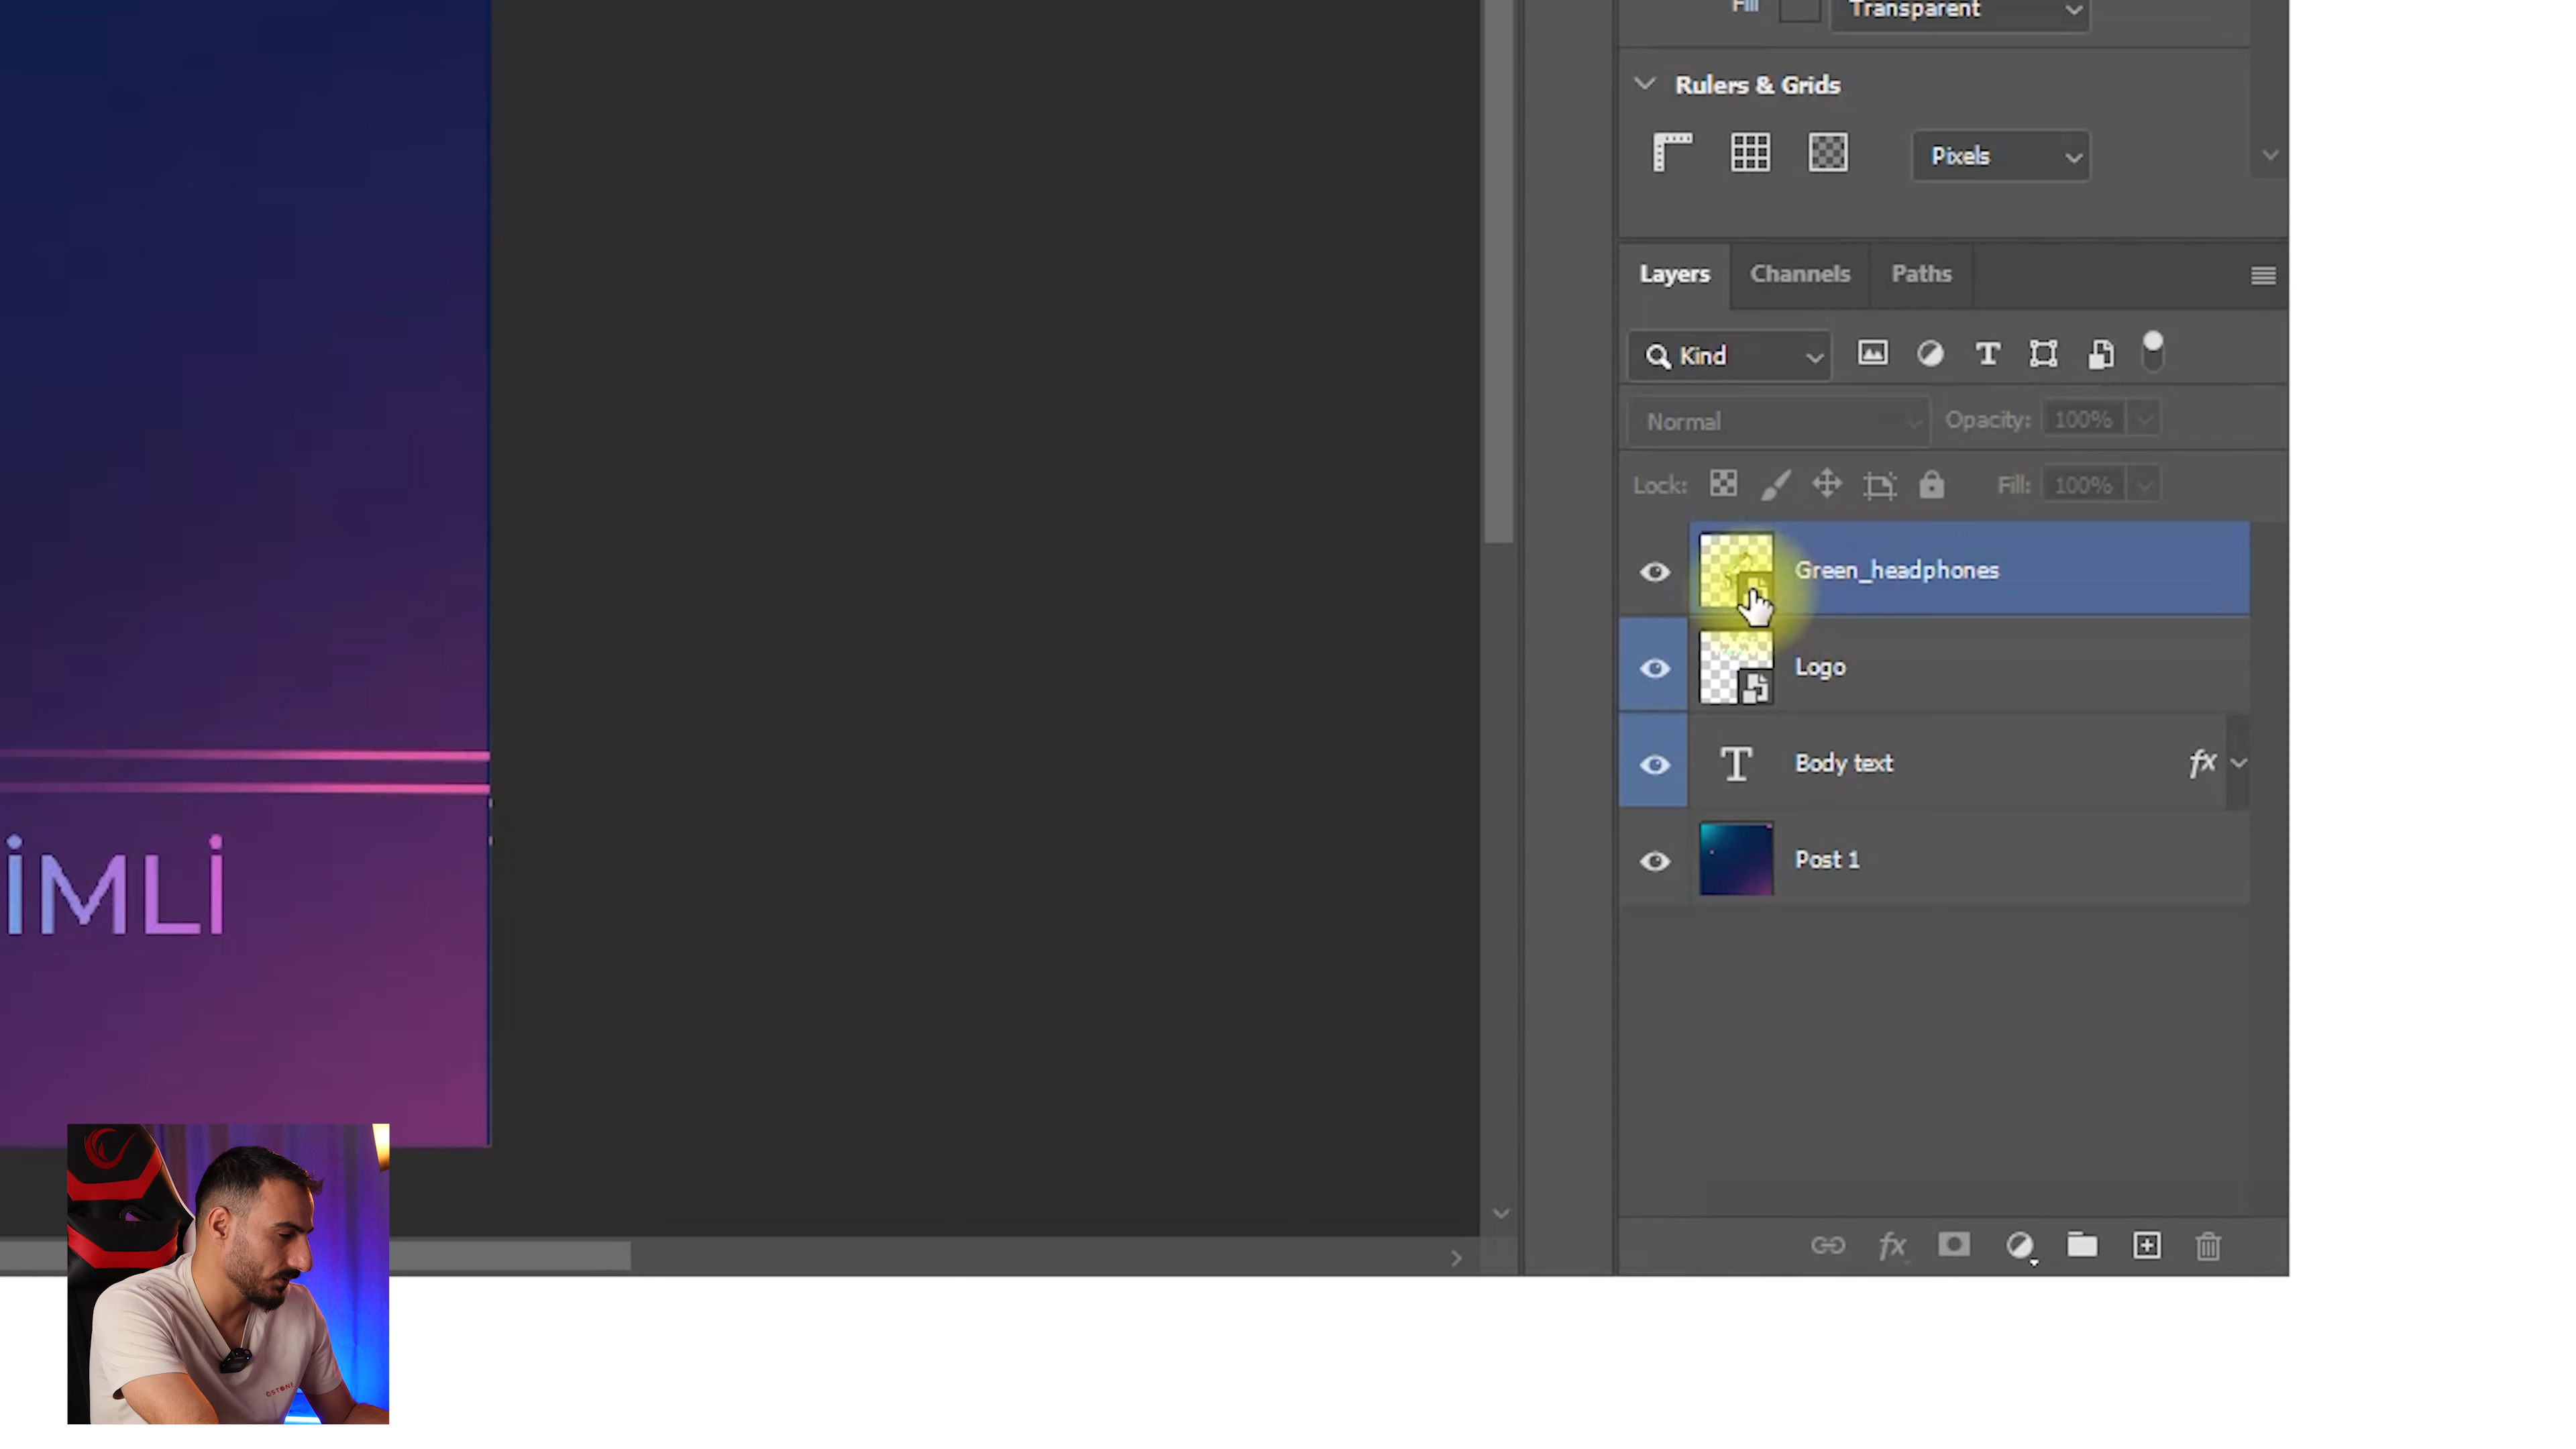 Fill Transparent
Rulers & Grids
Pixels
Layers Channels Paths
Kind
Normal Opacity: 100%
Lock: Fill: 100%
Green_headphones
Logo
T Body text fx
Post 1
fx
İMLİ